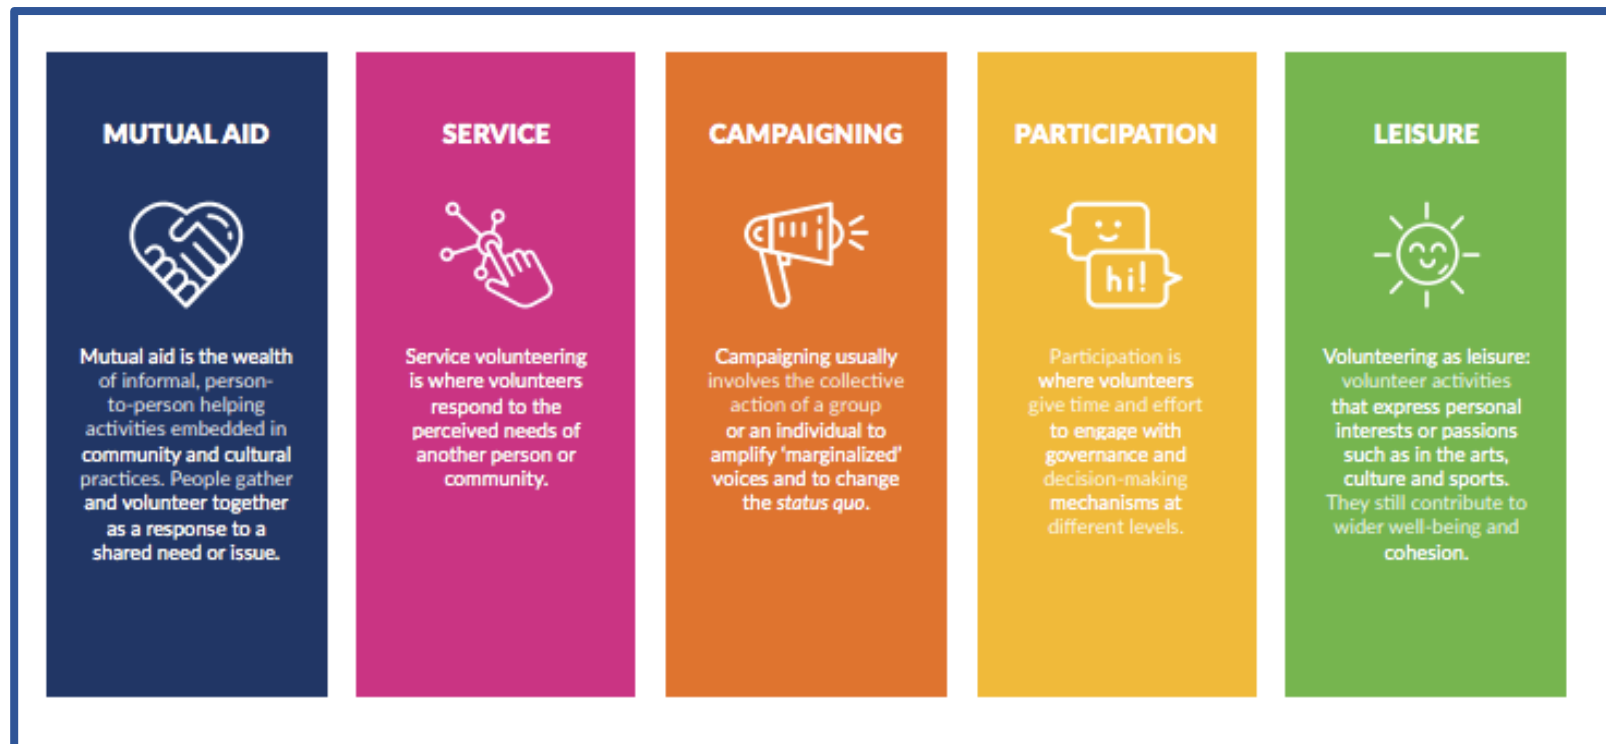 MUTUAL AID
Mutual aid is the wealth
of informal, person-
to-person helping
activities embedded in
community and cultural
practices. People gather
and volunteer together
as a response to a
shared need or issue.
SERVICE
Service volunteering
is where volunteers
respond to the
perceived needs of
another person or
community.
CAMPAIGNING
Campaigning usually
involves the collective
action of a group
or an individual to
amplify ‘marginalized’
voices and to change
the status quo.
PARTICIPATION
hi!
Participation is
where volunteers
give time and effort
to engage with
governance and
decision-making
mechanisms at
different levels.
LEISURE
Volunteering as leisure:
volunteer activities
that express personal
interests or passions
such as in the arts,
culture and sports.
They still contribute to
wider well-being and
cohesion.